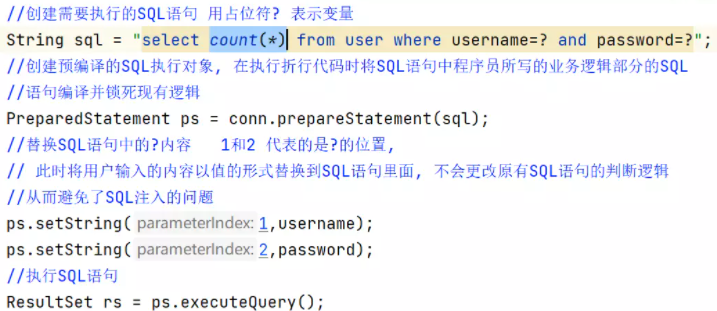 //创建需要执行的SQL语句 用占位符? 表示变量
String sql = "select count(*) from user where username=? and password=?";
//创建预编译的SQL执行对象, 在执行折行代码时将SQL语句中程序员所写的业务逻辑部分的SQL
//语句编译并锁死现有逻辑
PreparedStatement ps = conn.prepareStatement(sql);
//替换SQL语句中的?内容 1和2 代表的是?的位置,
// 此时将用户输入的内容以值的形式替换到SQL语句里面, 不会更改原有SQL语句的判断逻辑
//从而避免了SQL注入的问题
ps.setString( parameterIndex: 1,username);
ps.setString( parameterIndex: 2,password);
//执行SQL语句
ResultSet rs = ps.executeQuery();